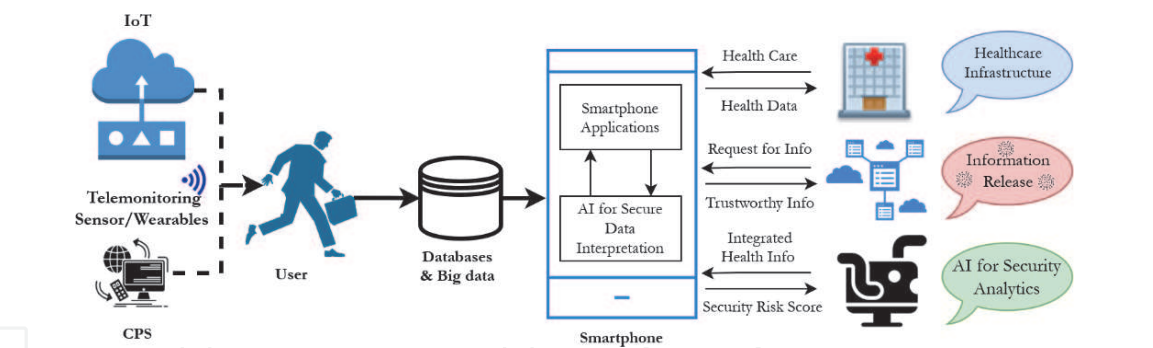 IoT
Telemonitoring
Sensor/Wearables
CPS
User
Databases
& Big data
Smartphone
Applications
AI for Secure
Data
Interpretation
Smartphone
Health Care
Health Data
Request for Info
Trustworthy Info
Integrated
Health Info
Security Risk Score
Healthcare
Infrastructure
Information
Release
AI for Security
Analytics